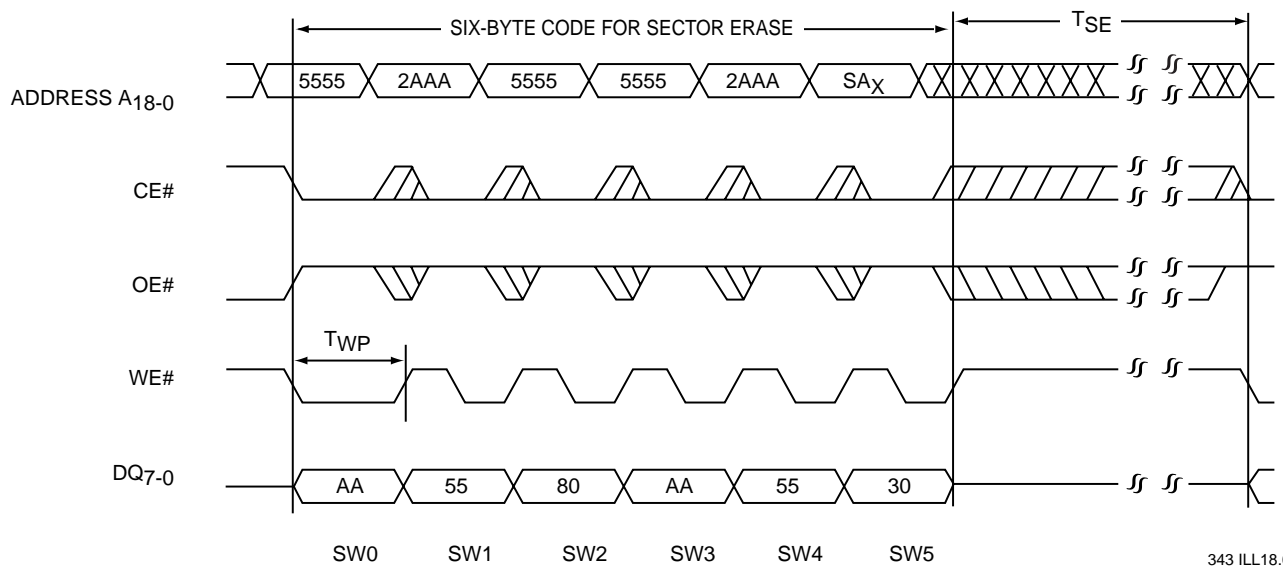 SIX-BYTE CODE FOR SECTOR ERASE
TSE
ADDRESS A18-0
5555 2AAA 5555 5555 2AAA SAX
CE#
OE#
TWP
WE#
DQ7-0
AA 55 80 AA 55 30
SW0 SW1 SW2 SW3 SW4 SW5
343 ILL18.